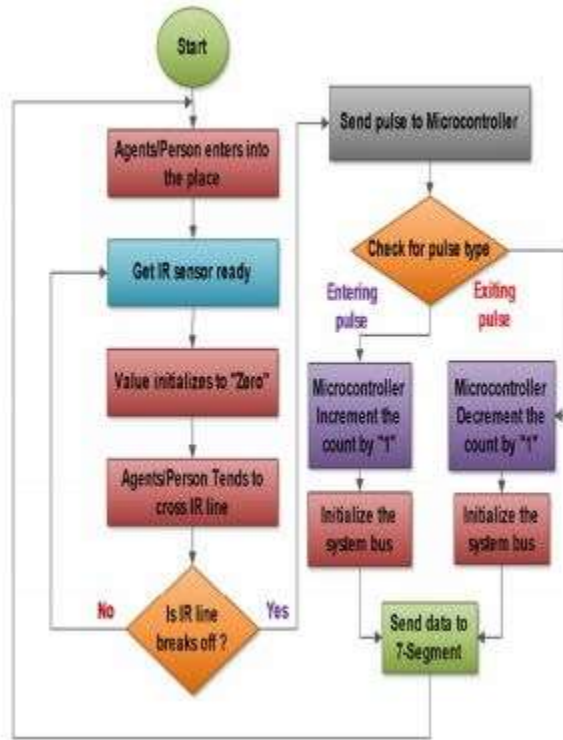 Start
Agents/Person enters into
the place
Get IR sensor ready
Value initializes to "Zero"
Agents/Person Tends to
cross IR line
Is IR line
breaks off ?
No
Yes
Send pulse to Microcontroller
Check for pulse type
Entering
pulse
Exiting
pulse
Microcontroller
Increment the
count by "1"
Microcontroller
Decrement the
count by "1"
Initialize the
system bus
Initialize the
system bus
Send data to
7-Segment